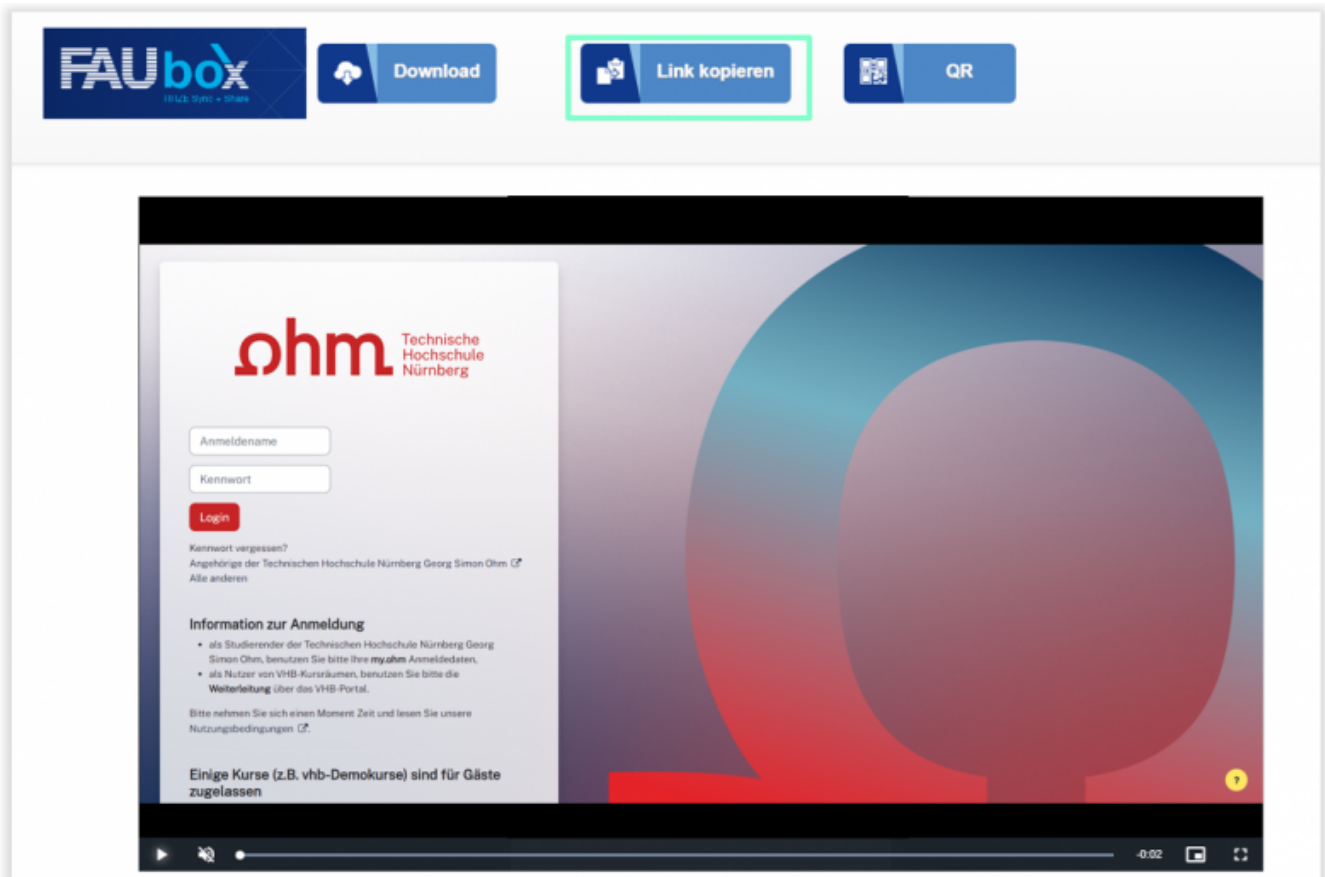 FAUbox
RRZE Sync + Share
Download
Link kopieren
QR
ohm
Technische
Hochschule
Nürnberg
Anmeldename
Kennwort
Login
Kennwort vergessen?
Angehörige der Technischen Hochschule Nürnberg Georg Simon Ohm
Alle anderen
Information zur Anmeldung
• als Studierender der Technischen Hochschule Nürnberg Georg
Simon Ohm, benutzen Sie bitte Ihre my.ohm Anmeldedaten,
• als Nutzer von VHB-Kursräumen, benutzen Sie bitte die
Weiterleitung über das VHB-Portal.
Bitte nehmen Sie sich einen Moment Zeit und lesen Sie unsere
Nutzungsbedingungen.
Einige Kurse (z.B. vhb-Demokurse) sind für Gäste
zugelassen
?
-0:02